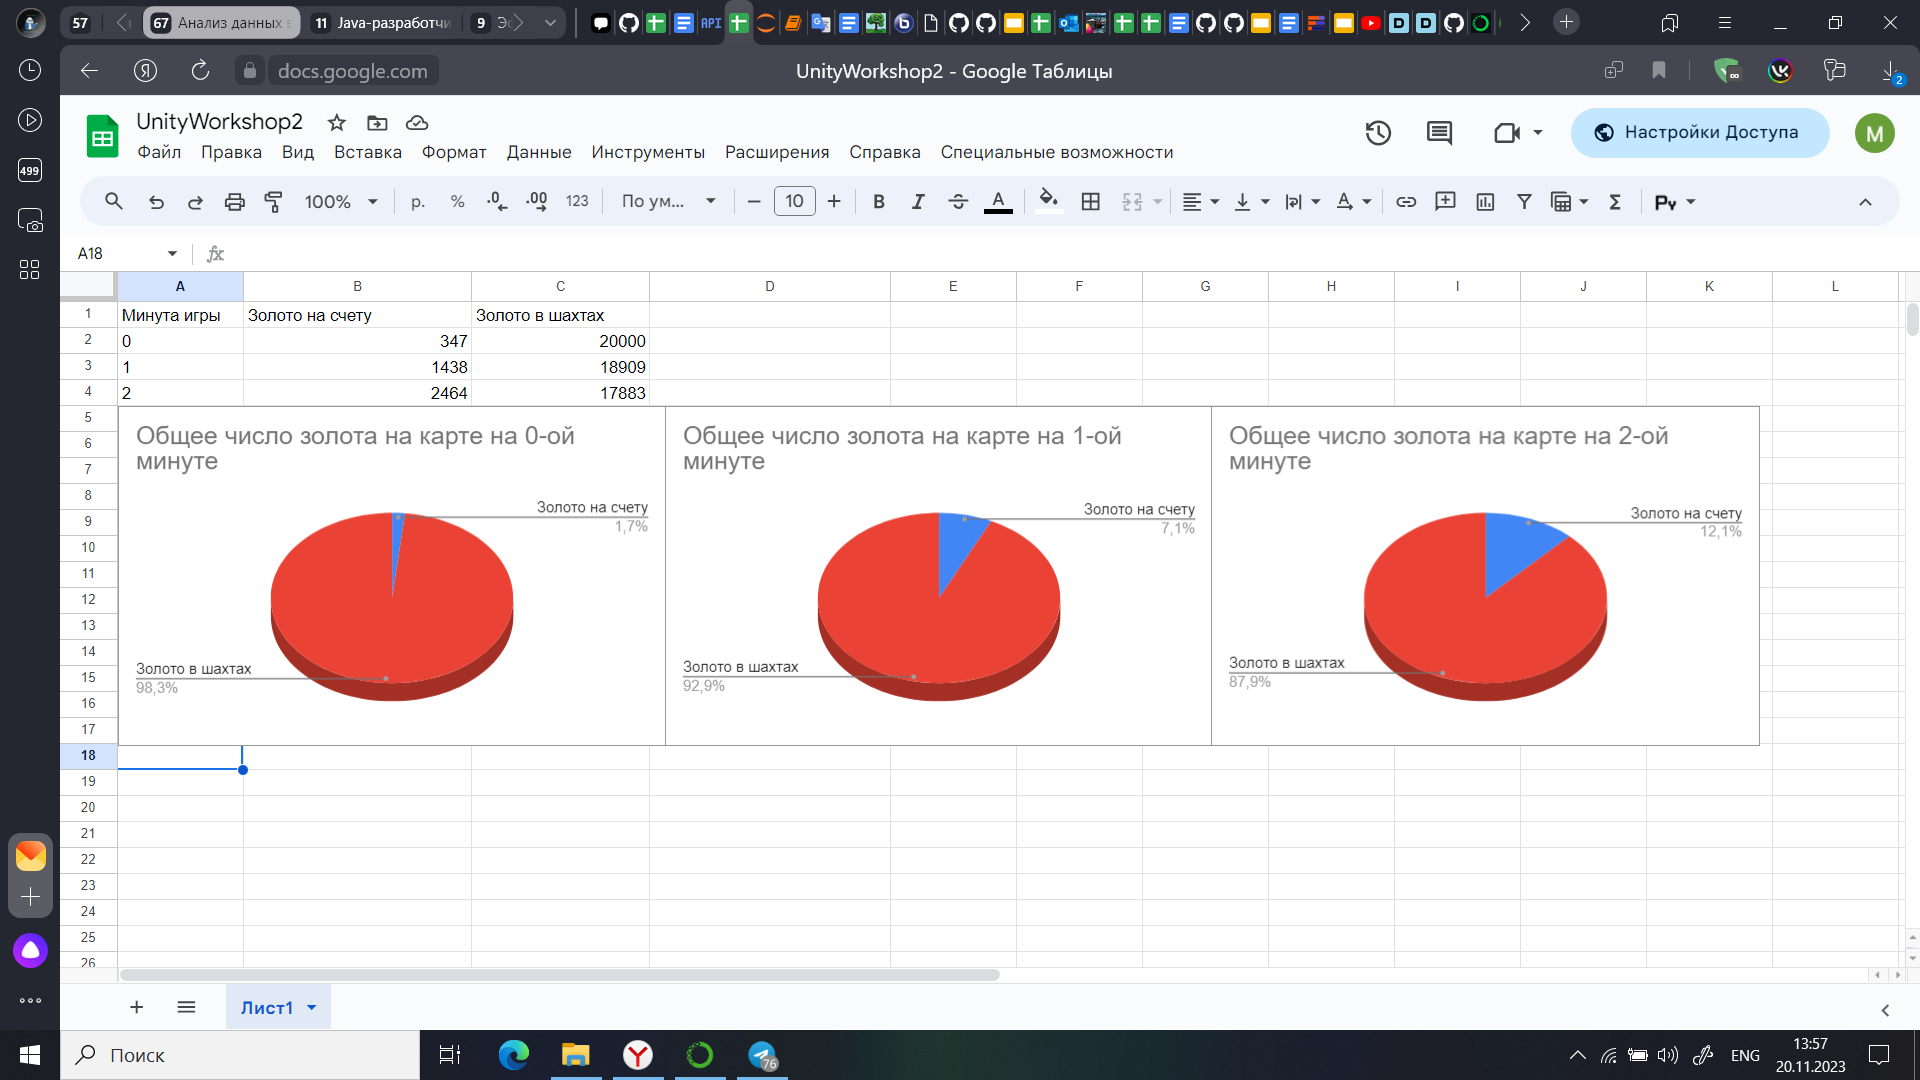 57
67 Анализ данных в
11 Java-разработчи
9
API
docs.google.com
UnityWorkshop2 - Google Таблицы
2
UnityWorkshop2
Настройки Доступа
M
Файл Правка Вид Вставка Формат Данные Инструменты Расширения Справка Специальные возможности
499
100% р. % .0 .00 123 По ум... 10 B I A Σ Py
A18 fx
A B C D E F G H I J K L
1 Минута игры Золото на счету Золото в шахтах
2 0 347 20000
3 1 1438 18909
4 2 2464 17883
5
6
7
8
9
10
11
12
13
14
15
16
17
18
19
20
21
22
23
24
25
26
Общее число золота на карте на 0-ой
минуте
Золото на счету
1,7%
Золото в шахтах
98,3%
Общее число золота на карте на 1-ой
минуте
Золото на счету
7,1%
Золото в шахтах
92,9%
Общее число золота на карте на 2-ой
минуте
Золото на счету
12,1%
Золото в шахтах
87,9%
Лист1
Поиск
76
ENG
13:57
20.11.2023